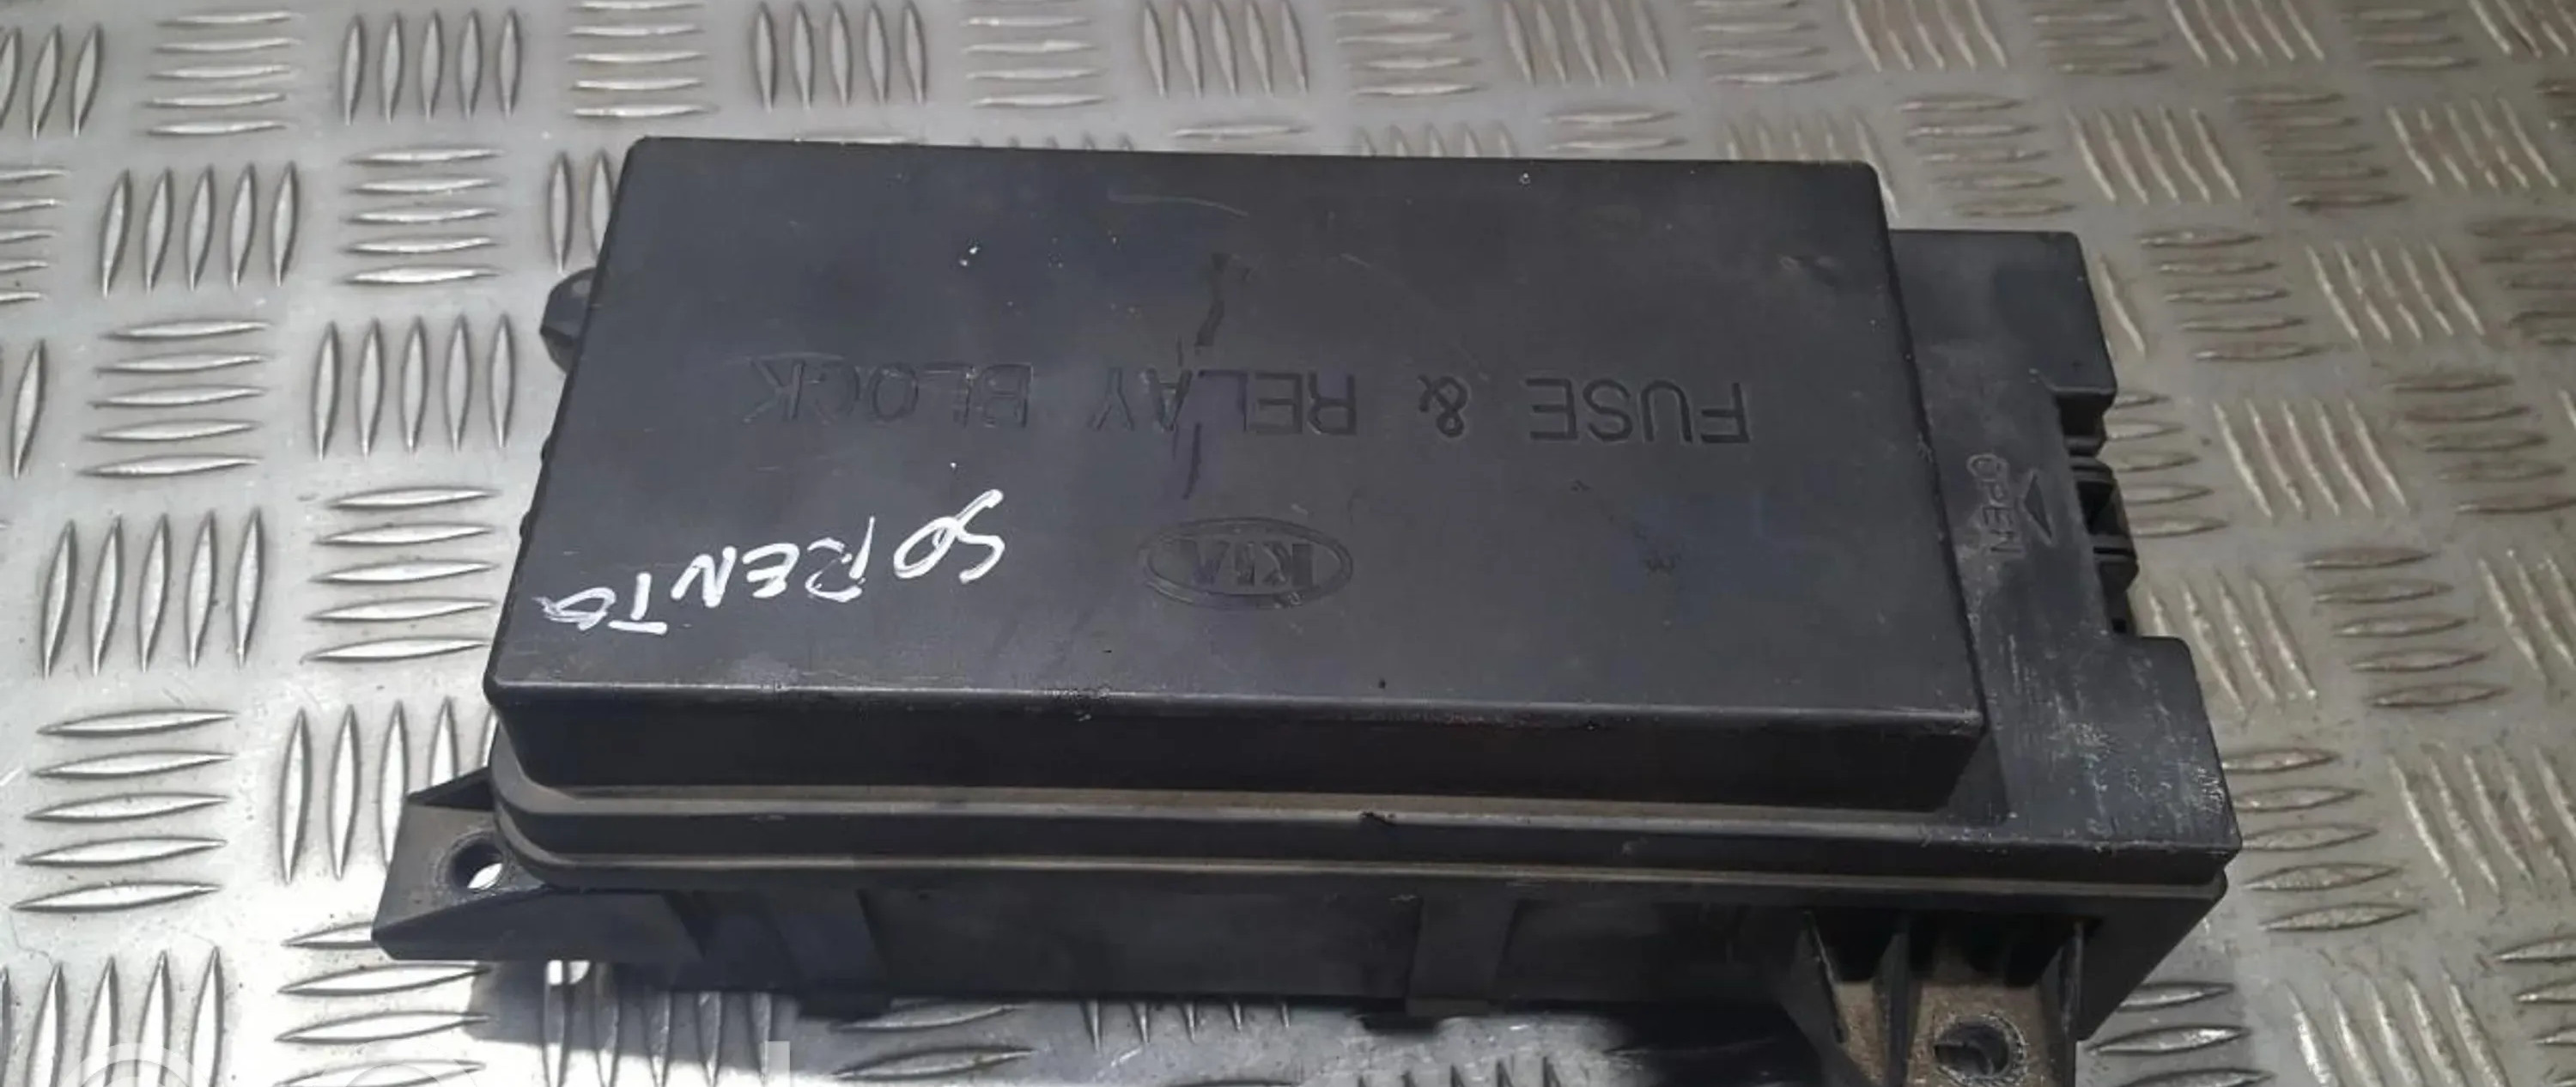 FUSE & RELAY BLOCK
KIA
SORENTO
OPEN